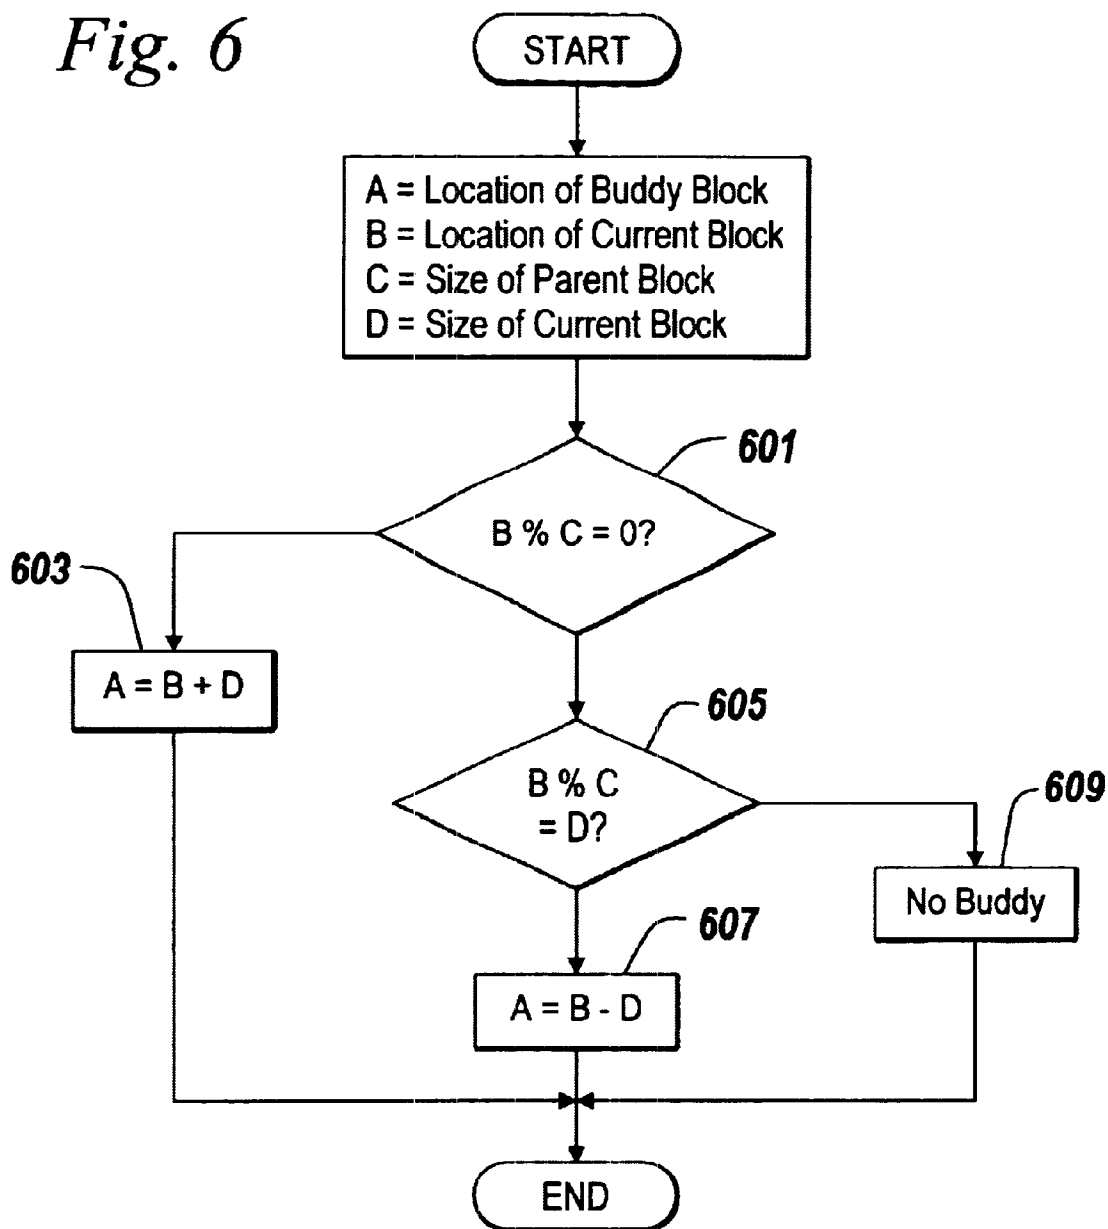 Fig. 6
START
A = Location of Buddy Block
B = Location of Current Block
C = Size of Parent Block
D = Size of Current Block
601
B % C = 0?
603
A = B + D
605
B % C
= D?
609
No Buddy
607
A = B - D
END